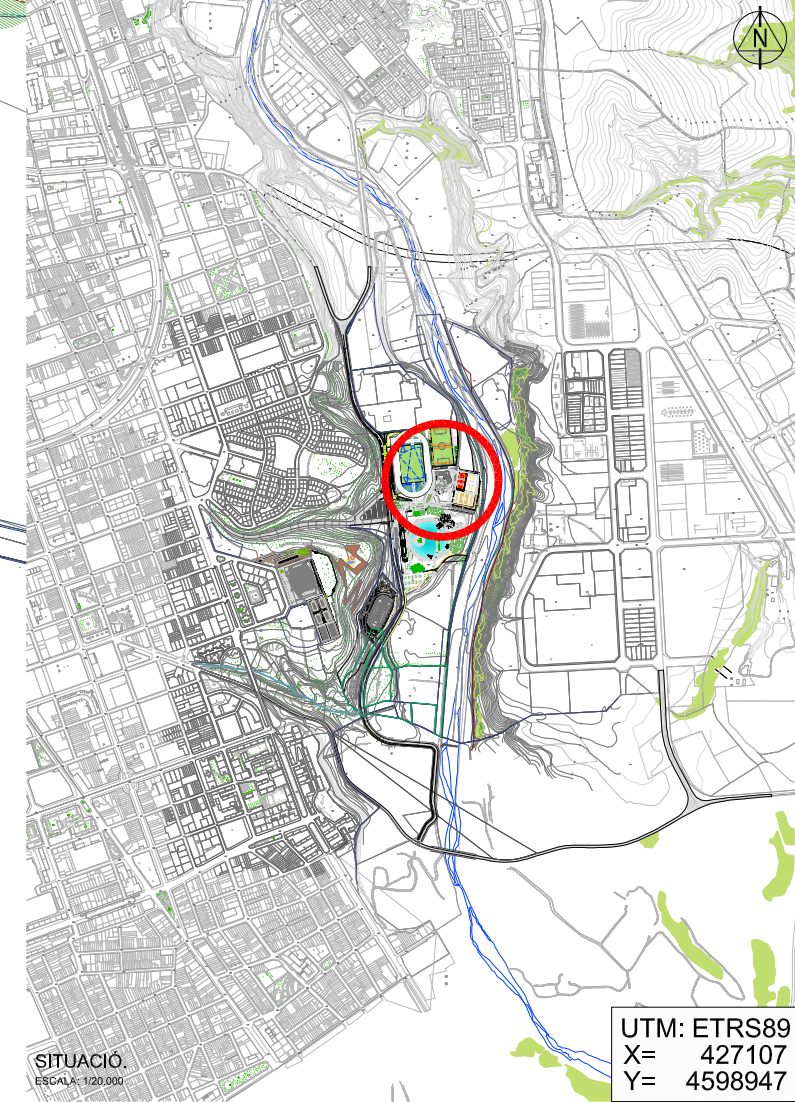 N
SITUACIÓ.
ESCALA: 1/20.000
UTM: ETRS89
X= 427107
Y= 4598947